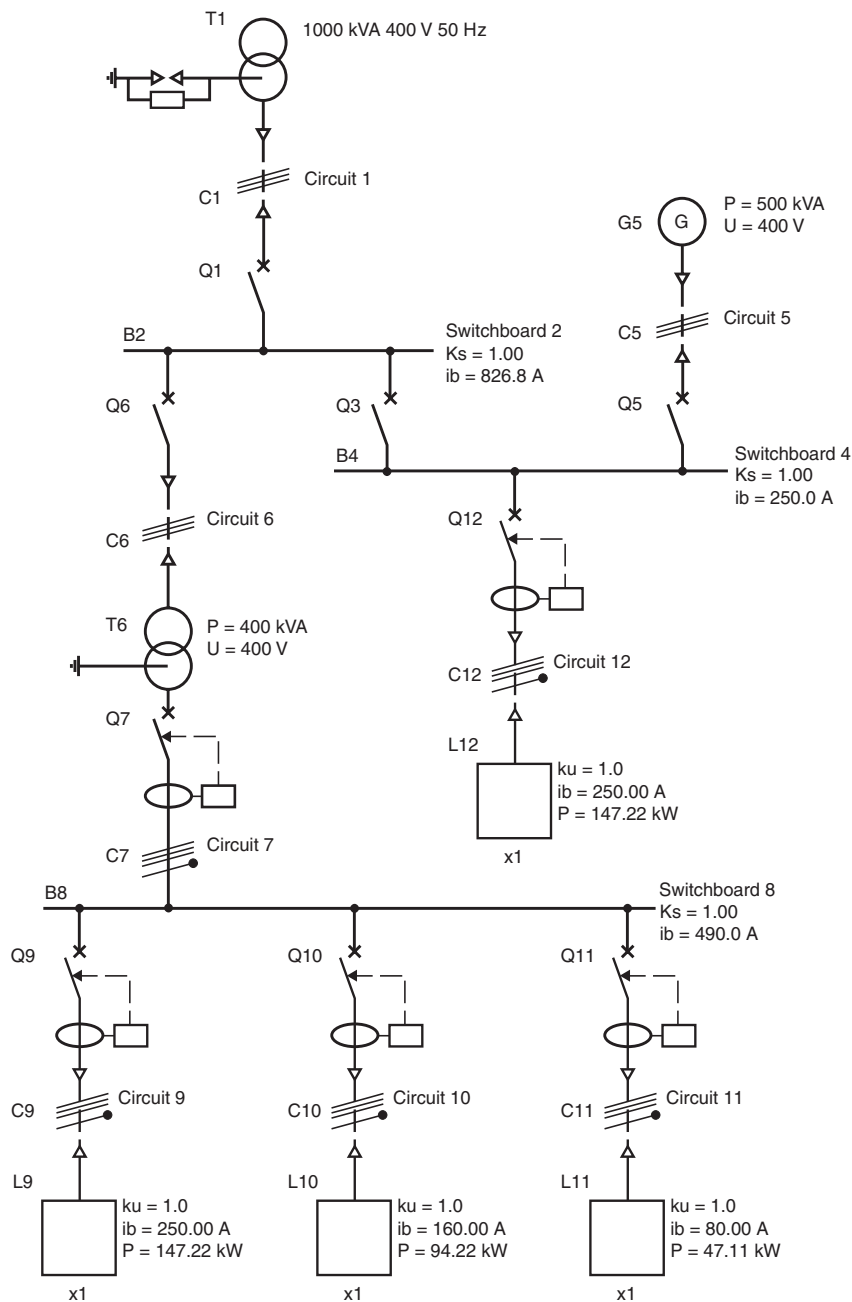 T1
1000 kVA 400 V 50 Hz
Circuit 1
C1
Q1
G5
G
P = 500 kVA
U = 400 V
C5
Circuit 5
Q5
B2
Switchboard 2
Ks = 1.00
ib = 826.8 A
Q6
Q3
B4
Switchboard 4
Ks = 1.00
ib = 250.0 A
C6
Circuit 6
Q12
T6
P = 400 kVA
U = 400 V
C12
Circuit 12
Q7
L12
ku = 1.0
ib = 250.00 A
P = 147.22 kW
x1
C7
Circuit 7
B8
Switchboard 8
Ks = 1.00
ib = 490.0 A
Q9
Q10
Q11
C9
Circuit 9
C10
Circuit 10
C11
Circuit 11
L9
ku = 1.0
ib = 250.00 A
P = 147.22 kW
x1
L10
ku = 1.0
ib = 160.00 A
P = 94.22 kW
x1
L11
ku = 1.0
ib = 80.00 A
P = 47.11 kW
x1